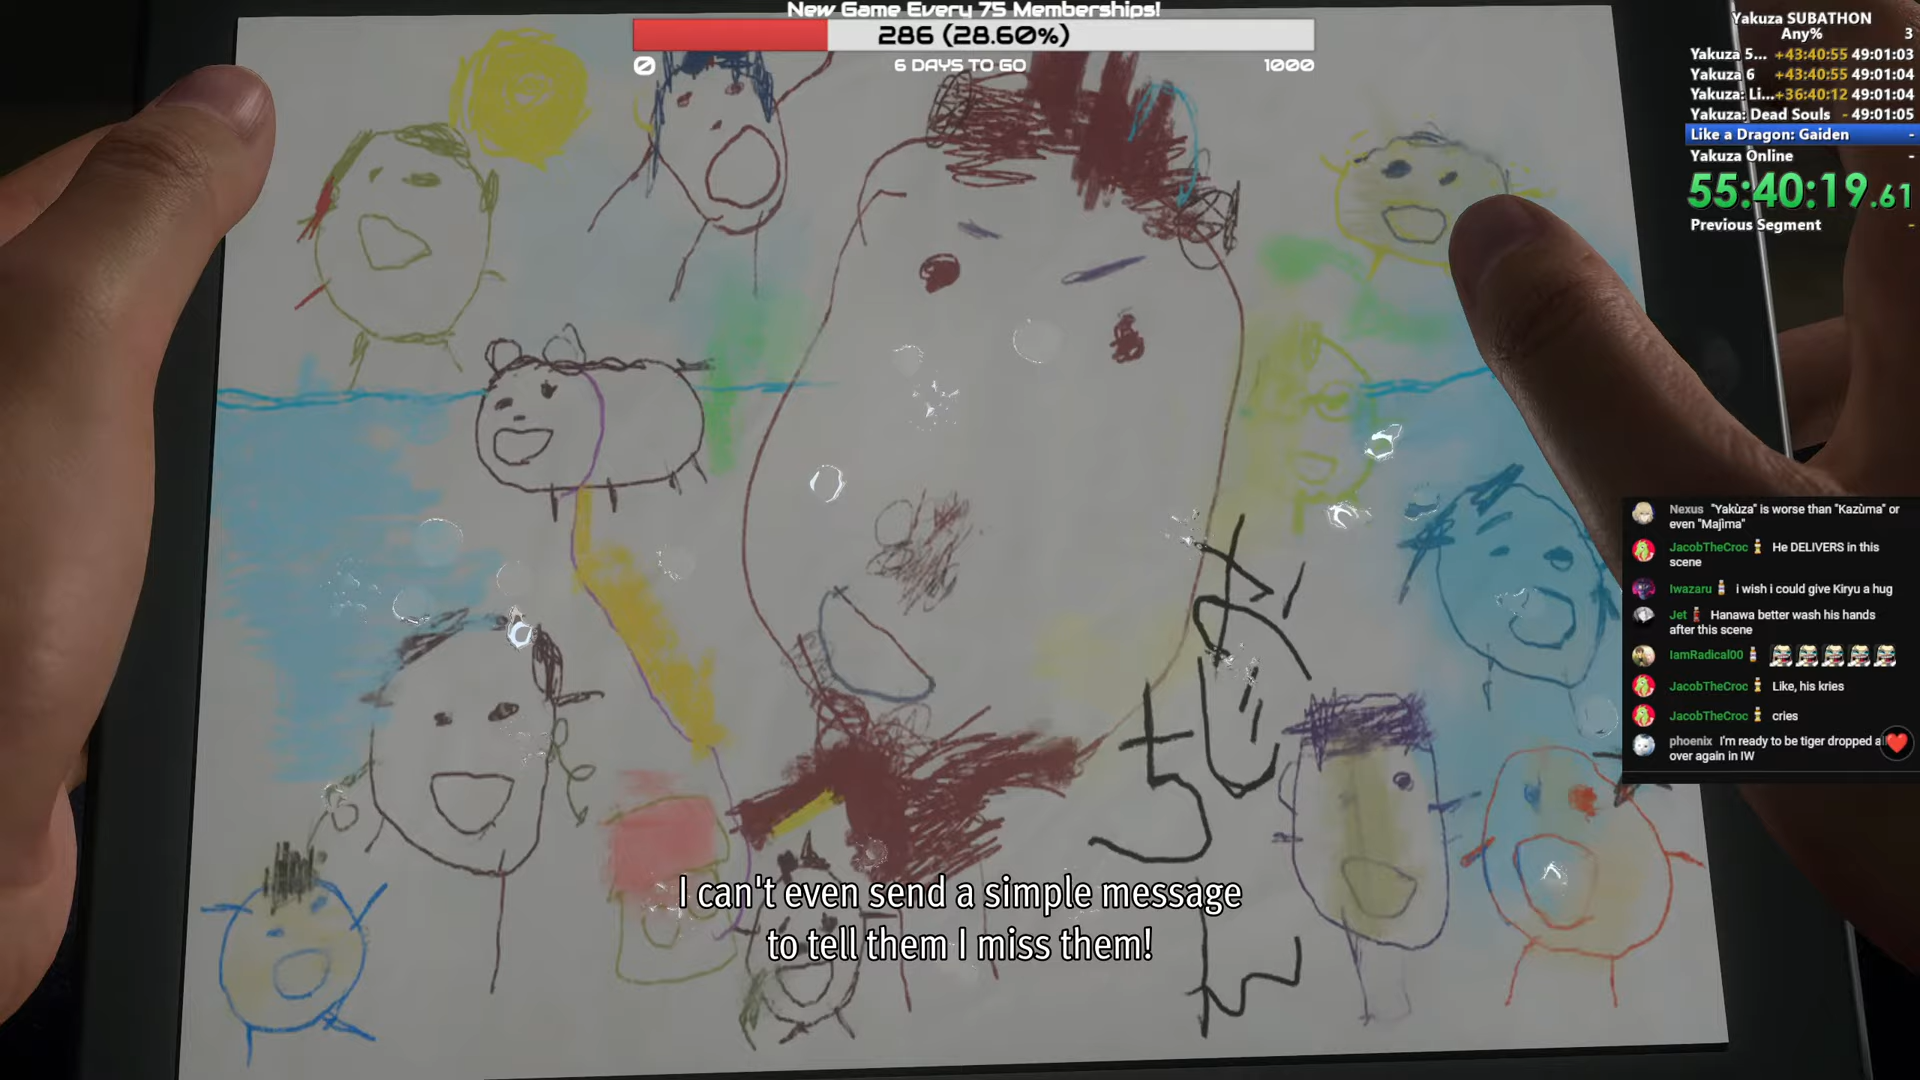 New Game Every 75 Memberships!
286 (28.60%)
0
6 DAYS TO GO
1000
Yakuza SUBATHON
Any%
3
Yakuza 5... +43:40:55 49:01:03
Yakuza 6 +43:40:55 49:01:04
Yakuza: Li...+36:40:12 49:01:04
Yakuza: Dead Souls - 49:01:05
Like a Dragon: Gaiden -
Yakuza Online -
55:40:19.61
Previous Segment -
Nexus "Yakùza" is worse than "Kazùma" or
even "Majìma"
JacobTheCroc He DELIVERS in this
scene
Iwazaru i wish i could give Kiryu a hug
Jet Hanawa better wash his hands
after this scene
IamRadical00
JacobTheCroc Like, his kries
JacobTheCroc cries
phoenix I'm ready to be tiger dropped all
over again in IW
I can't even send a simple message
to tell them I miss them!